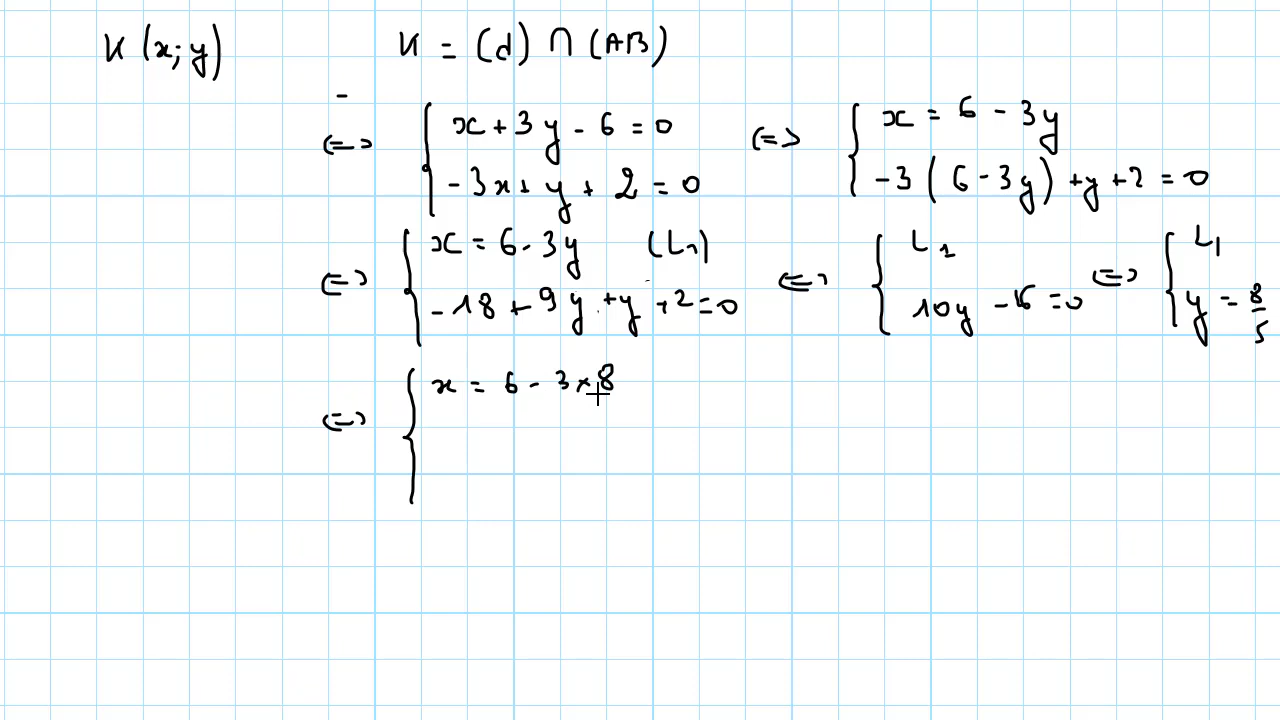 K (x; y) K = (d) ∩ (AB)
⇔ { x + 3y - 6 = 0 ⇔ { x = 6 - 3y
-3x + y + 2 = 0 -3(6 - 3y) + y + 2 = 0
⇔ { x = 6 - 3y (L1) ⇔ { L1 ⇔ { L1
-18 + 9y + y + 2 = 0 10y - 16 = 0 y = 8/5
⇔ { x = 6 - 3 × 8